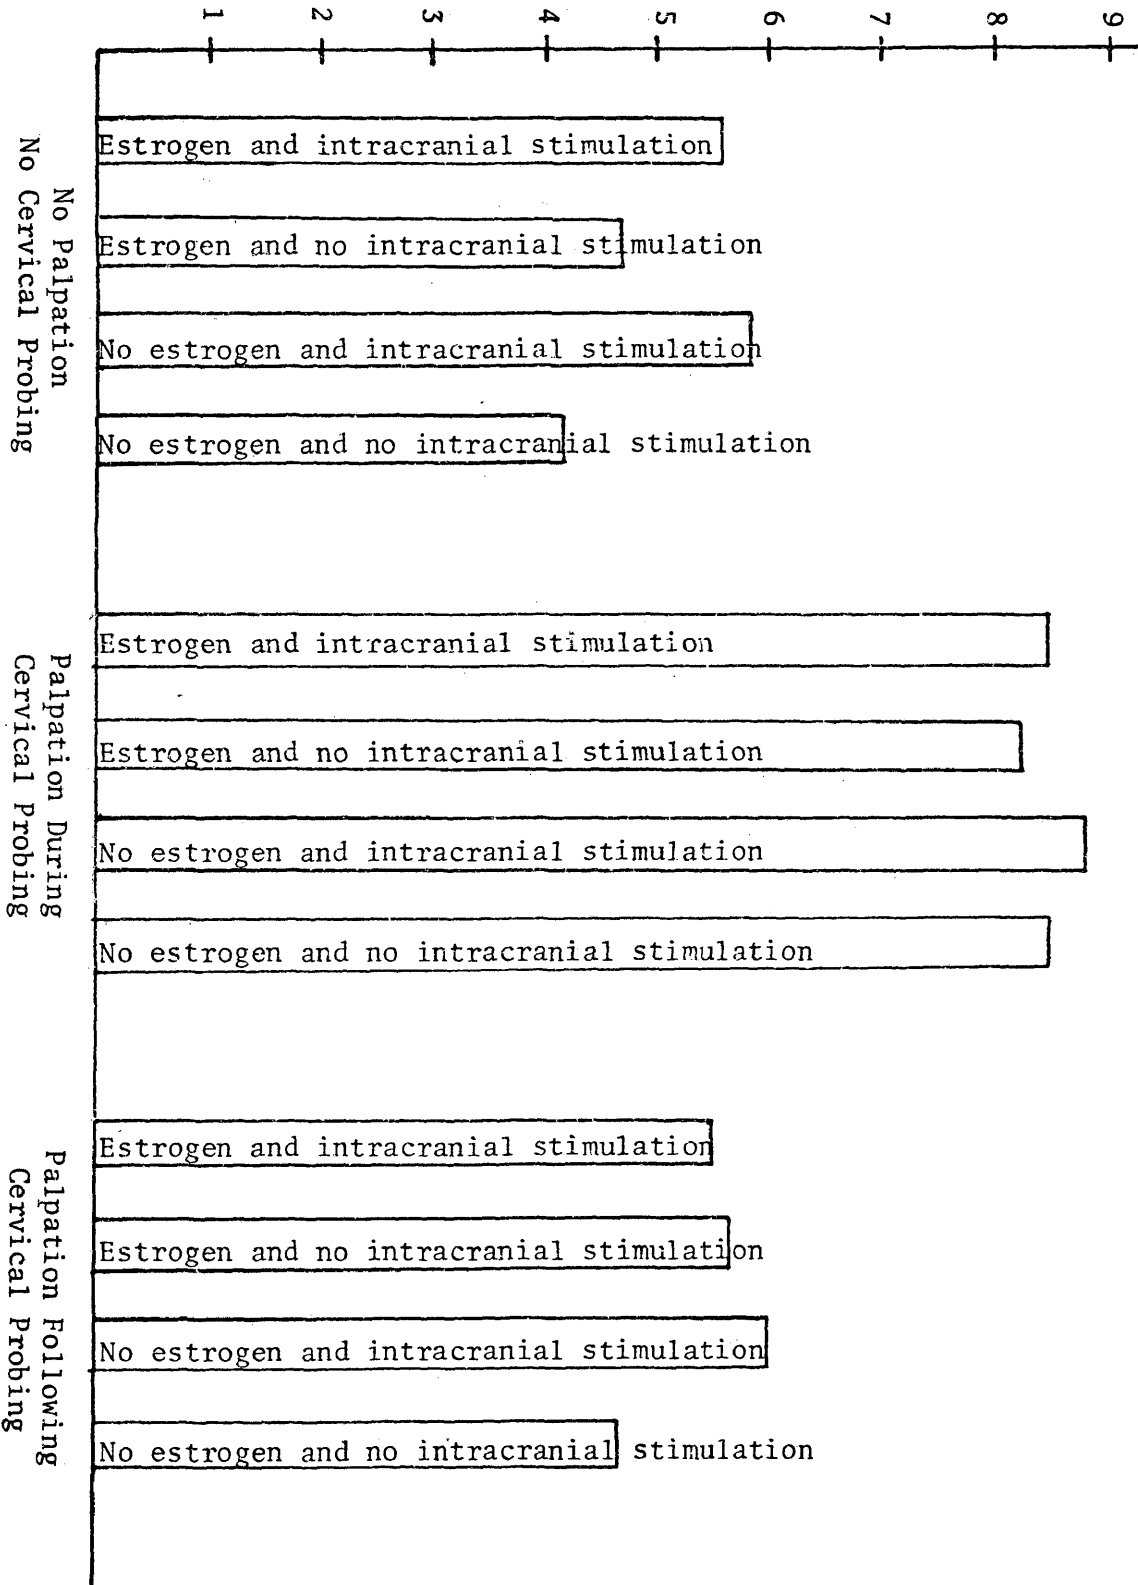 1 2 3 4 5 6 7 8 9
No Palpation
No Cervical Probing
Estrogen and intracranial stimulation
Estrogen and no intracranial stimulation
No estrogen and intracranial stimulation
No estrogen and no intracranial stimulation
Palpation During
Cervical Probing
Estrogen and intracranial stimulation
Estrogen and no intracranial stimulation
No estrogen and intracranial stimulation
No estrogen and no intracranial stimulation
Palpation Following
Cervical Probing
Estrogen and intracranial stimulation
Estrogen and no intracranial stimulation
No estrogen and intracranial stimulation
No estrogen and no intracranial stimulation